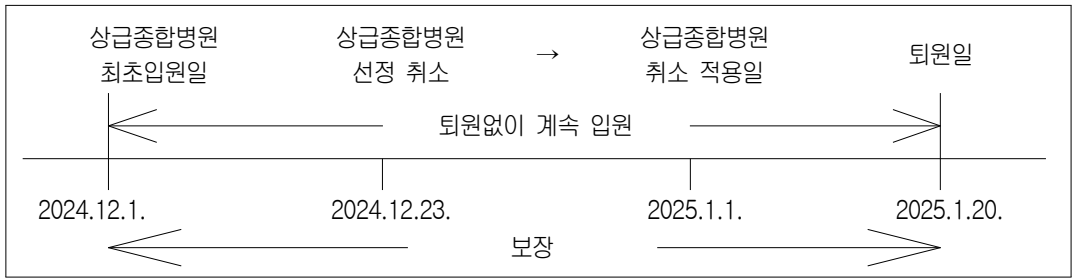 상급종합병원 상급종합병원 → 상급종합병원 퇴원일
최초입원일 선정 취소 취소 적용일
퇴원없이 계속 입원
2024.12.1. 2024.12.23. 2025.1.1. 2025.1.20.
보장